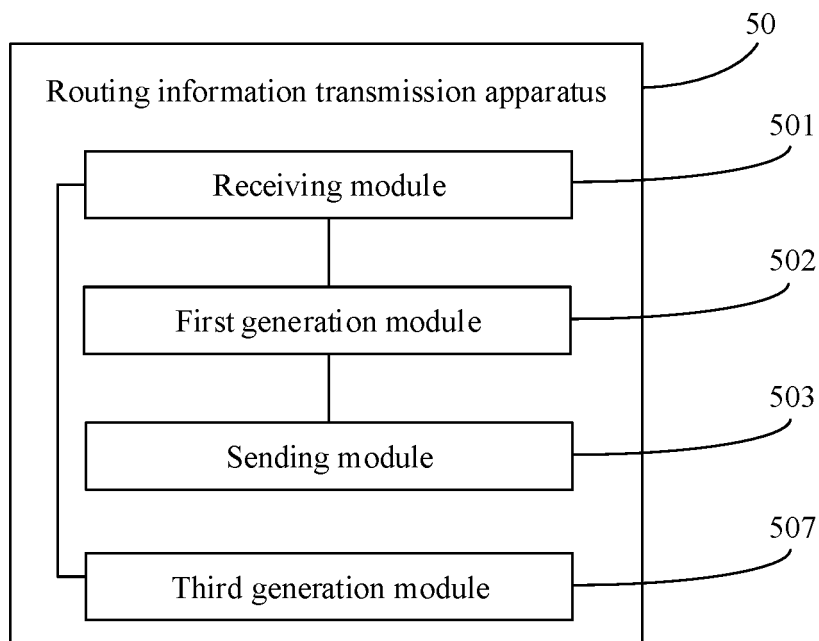 50
Routing information transmission apparatus
501
Receiving module
502
First generation module
503
Sending module
507
Third generation module